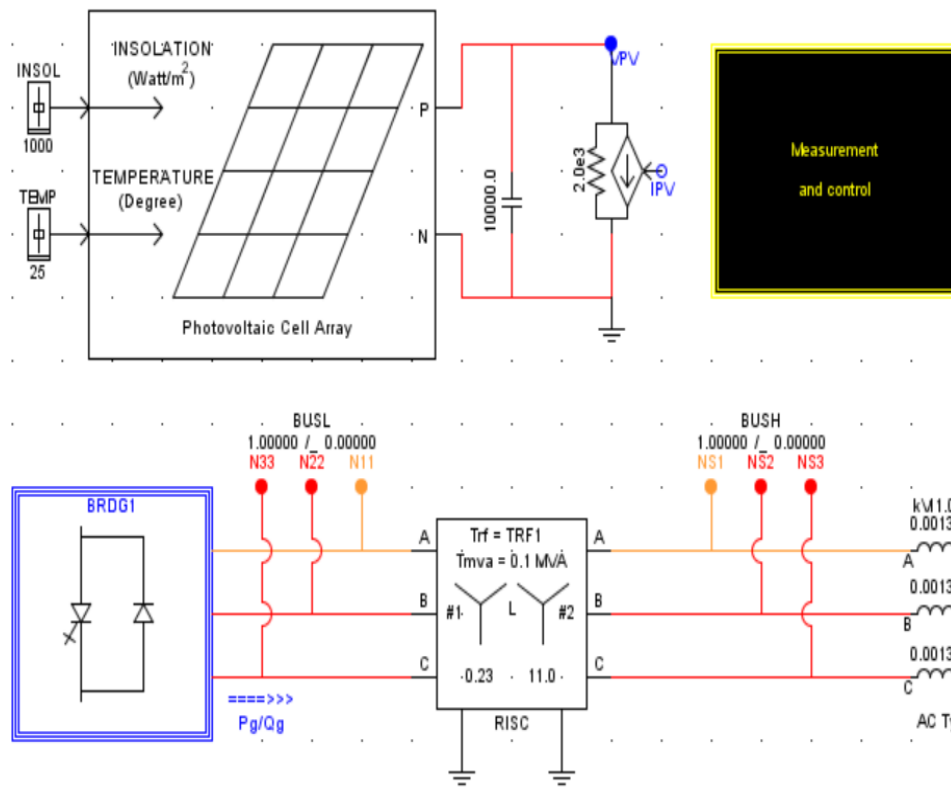 INSOL
1000
TEMP
25
INSOLATION
(Watt/m²)
TEMPERATURE
(Degree)
P
N
Photovoltaic Cell Array
10000.0
VPV
2.0e3
IPV
Measurement
and control
BUSL
1.00000 /_ 0.00000
N33 N22 N11
BUSH
1.00000 /_ 0.00000
NS1 NS2 NS3
BRDG1
====>>>
Pg/Qg
A
B
C
Trf = TRF1
Tmva = 0.1 MVA
#1 L #2
0.23 11.0
RISC
A
B
C
0.0013
A
0.0013
B
0.0013
C